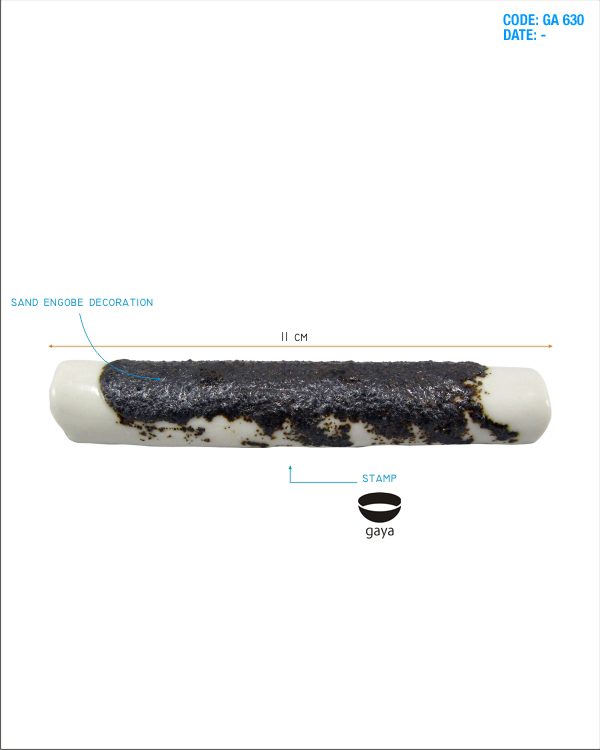 CODE: GA 630
DATE: -
SAND ENGOBE DECORATION
11 CM
STAMP
gaya